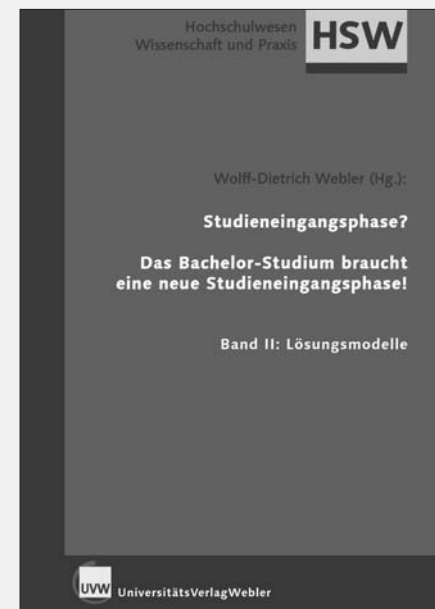 Hochschulwesen
Wissenschaft und Praxis
HSW
Wolff-Dietrich Webler (Hg.):
Studieneingangsphase?
Das Bachelor-Studium braucht
eine neue Studieneingangsphase!
Band II: Lösungsmodelle
UVW UniversitätsVerlagWebler